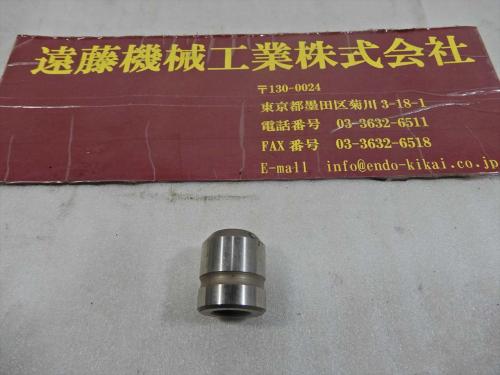 遠藤機械工業株式会社
〒130-0024
東京都墨田区菊川 3-18-1
電話番号 03-3632-6511
FAX 番号 03-3632-6518
E-mall info@endo-kikai.co.jp